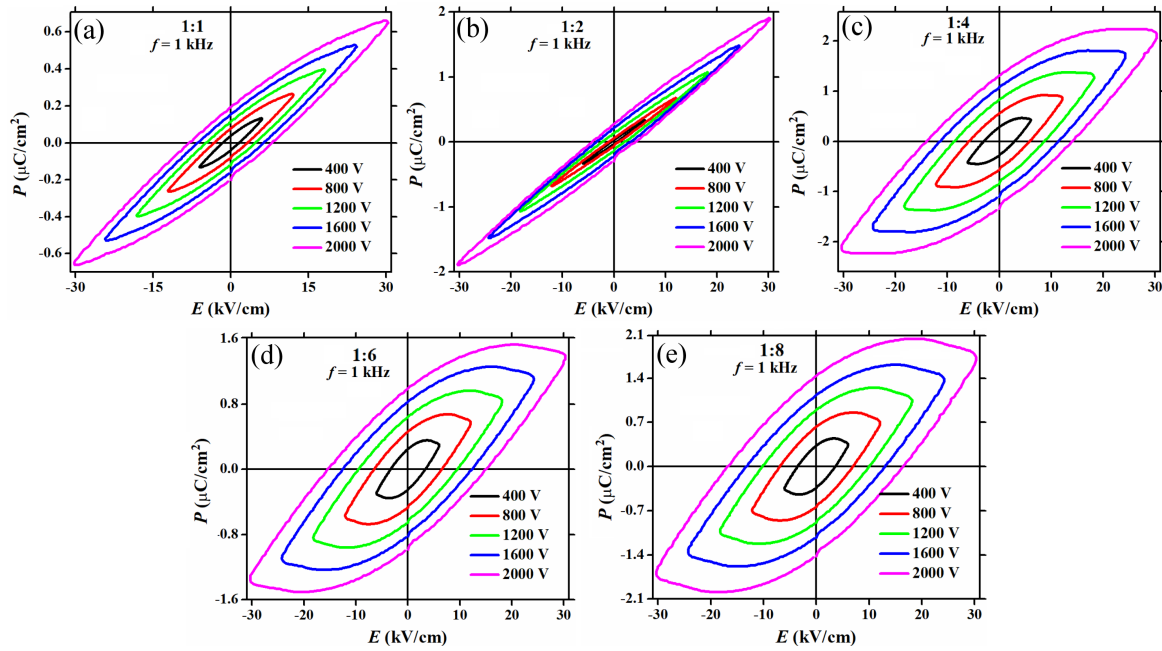 (a)
1:1
f = 1 kHz
P (µC/cm²)
0.6
0.4
0.2
0.0
-0.2
-0.4
-0.6
400 V
800 V
1200 V
1600 V
2000 V
-30 -15 0 15 30
E (kV/cm)
(b)
1:2
f = 1 kHz
P (µC/cm²)
2
1
0
-1
-2
400 V
800 V
1200 V
1600 V
2000 V
-30 -20 -10 0 10 20 30
E (kV/cm)
(c)
1:4
f = 1 kHz
P (µC/cm²)
2
1
0
-1
-2
400 V
800 V
1200 V
1600 V
2000 V
-30 -20 -10 0 10 20 30
E (kV/cm)
(d)
1:6
f = 1 kHz
P (µC/cm²)
1.6
0.8
0.0
-0.8
-1.6
400 V
800 V
1200 V
1600 V
2000 V
-30 -20 -10 0 10 20 30
E (kV/cm)
(e)
1:8
f = 1 kHz
P (µC/cm²)
2.1
1.4
0.7
0.0
-0.7
-1.4
-2.1
400 V
800 V
1200 V
1600 V
2000 V
-30 -20 -10 0 10 20 30
E (kV/cm)